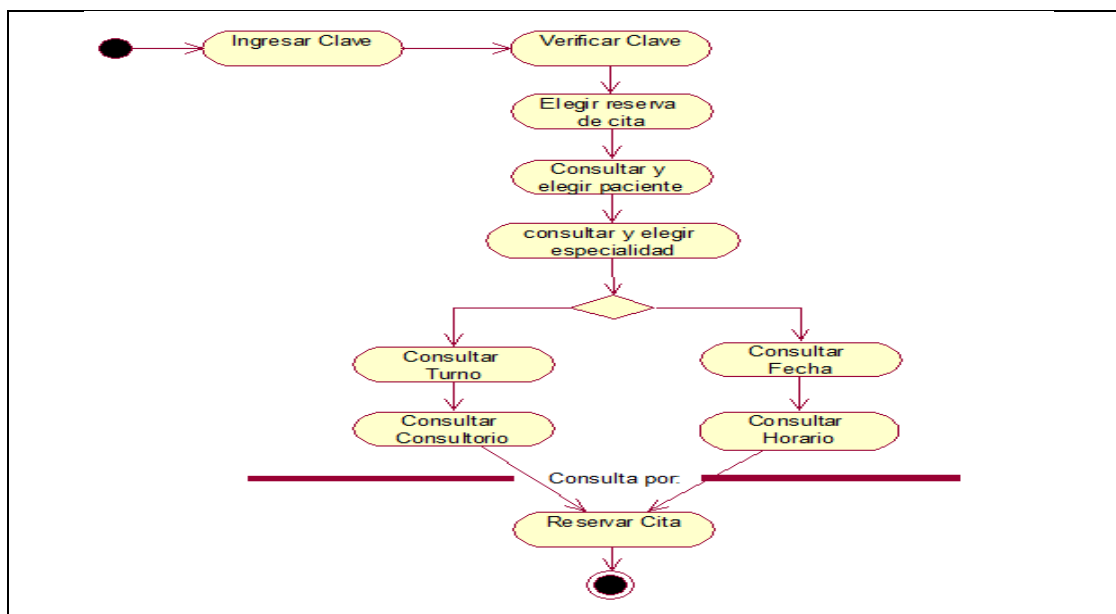 Ingresar Clave
Verificar Clave
Elegir reserva
de cita
Consultar y
elegir paciente
consultar y elegir
especialidad
Consultar
Turno
Consultar
Fecha
Consultar
Consultorio
Consultar
Horario
Consulta por:
Reservar Cita